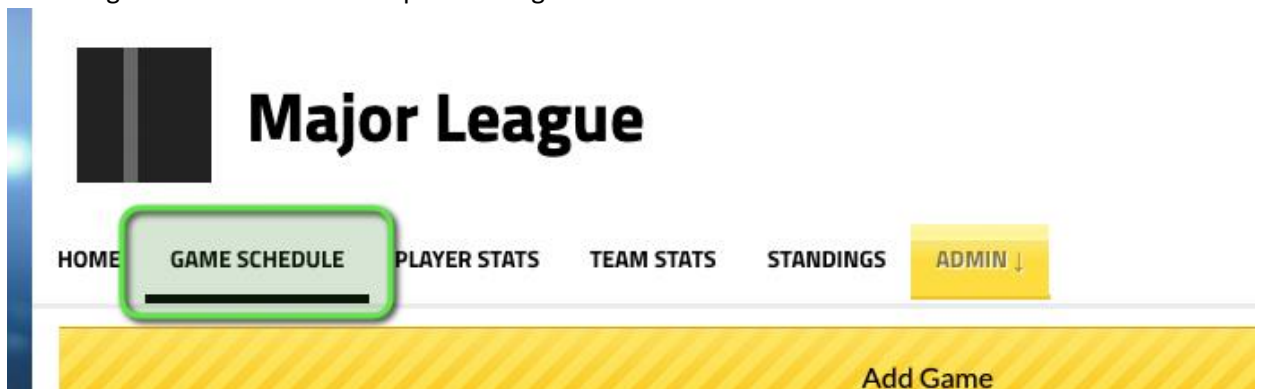 Major League
HOME GAME SCHEDULE PLAYER STATS TEAM STATS STANDINGS ADMIN ↓
Add Game